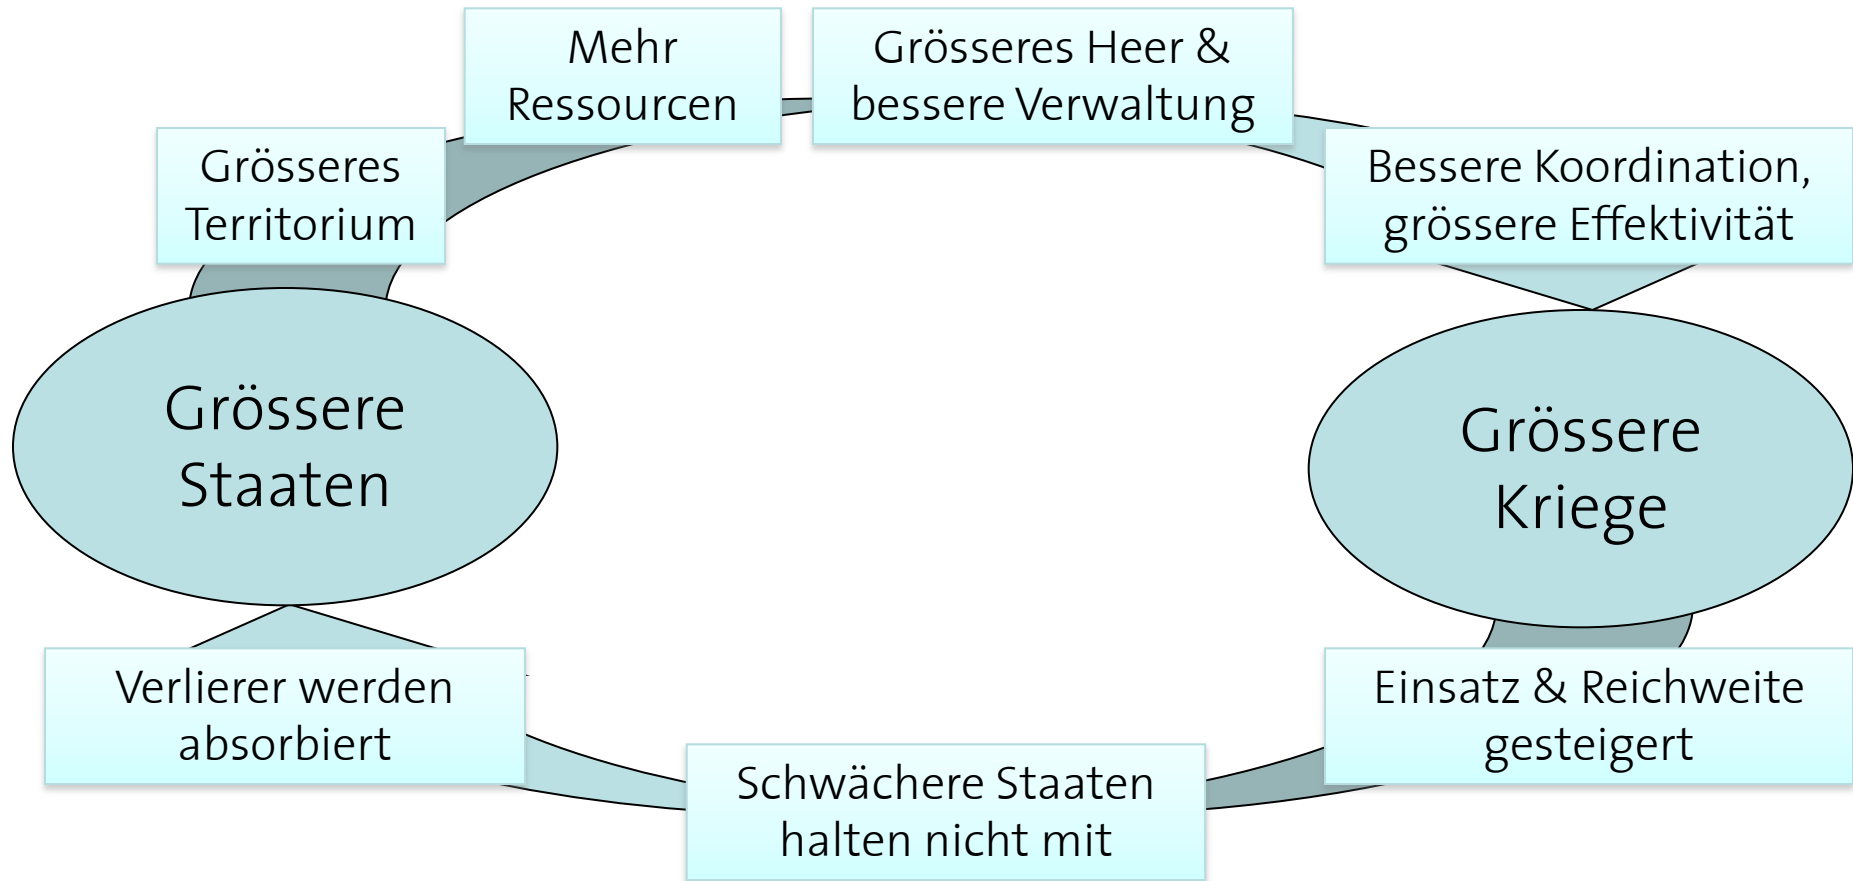 Mehr
Ressourcen
Grösseres Heer &
bessere Verwaltung
Grösseres
Territorium
Bessere Koordination,
grössere Effektivität
Grössere
Staaten
Grössere
Kriege
Verlierer werden
absorbiert
Einsatz & Reichweite
gesteigert
Schwächere Staaten
halten nicht mit